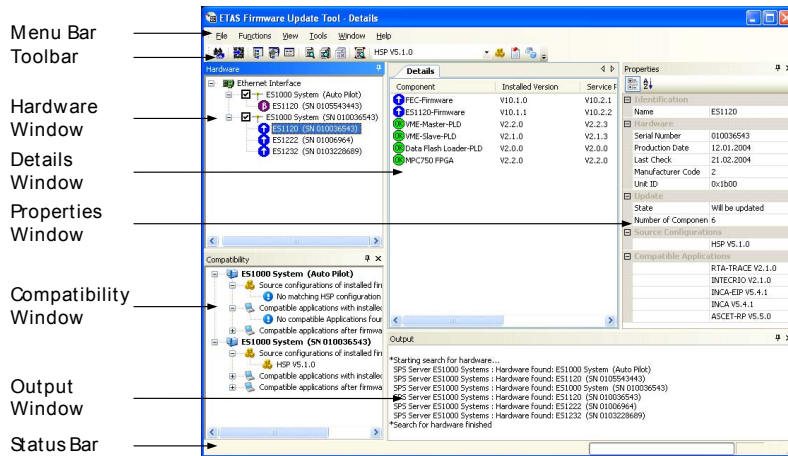 Menu Bar
Toolbar
Hardware
Window
Details
Window
Properties
Window
Compatibility
Window
Output
Window
Status Bar
ETAS Firmware Update Tool - Details
File Functions View Tools Window Help
HSP V5.1.0
Hardware
Ethernet Interface
ES1000 System (Auto Pilot)
ES1120 (SN 0105543443)
ES1000 System (SN 010036543)
ES1120 (SN 010036543)
ES1222 (SN 01006964)
ES1232 (SN 0103228689)
Compatibility
ES1000 System (Auto Pilot)
Source configurations of installed fir
No matching HSP configuration
Compatible applications with installed
No compatible Applications four
Compatible applications after firmwa
ES1000 System (SN 010036543)
Source configurations of installed fir
HSP V5.1.0
Compatible applications with installed
Compatible applications after firmwa
Details
Component Installed Version Service P
FEC-Firmware V10.1.0 V10.2.1
ES1120-Firmware V10.1.1 V10.2.2
OK VME-Master-PLD V2.2.0 V2.2.3
OK VME-Slave-PLD V2.1.0 V2.1.3
OK Data Flash Loader-PLD V2.0.0 V2.0.0
OK MPC750 FPGA V2.2.0 V2.2.0
Properties
Identification
Name ES1120
Hardware
Serial Number 010036543
Production Date 12.01.2004
Last Check 21.02.2004
Manufacturer Code 2
Unit ID 0x1b00
Update
State Will be updated
Number of Componen 6
Source Configurations
HSP V5.1.0
Compatible Applications
RTA-TRACE V2.1.0
INTECRIO V2.1.0
INCA-EIP V5.4.1
INCA V5.4.1
ASCET-RP V5.5.0
Output
*Starting search for hardware...
SPS Server ES1000 Systems : Hardware found: ES1000 System (Auto Pilot)
SPS Server ES1000 Systems : Hardware found: ES1120 (SN 0105543443)
SPS Server ES1000 Systems : Hardware found: ES1000 System (SN 010036543)
SPS Server ES1000 Systems : Hardware found: ES1120 (SN 010036543)
SPS Server ES1000 Systems : Hardware found: ES1222 (SN 01006964)
SPS Server ES1000 Systems : Hardware found: ES1232 (SN 0103228689)
*Search for hardware finished